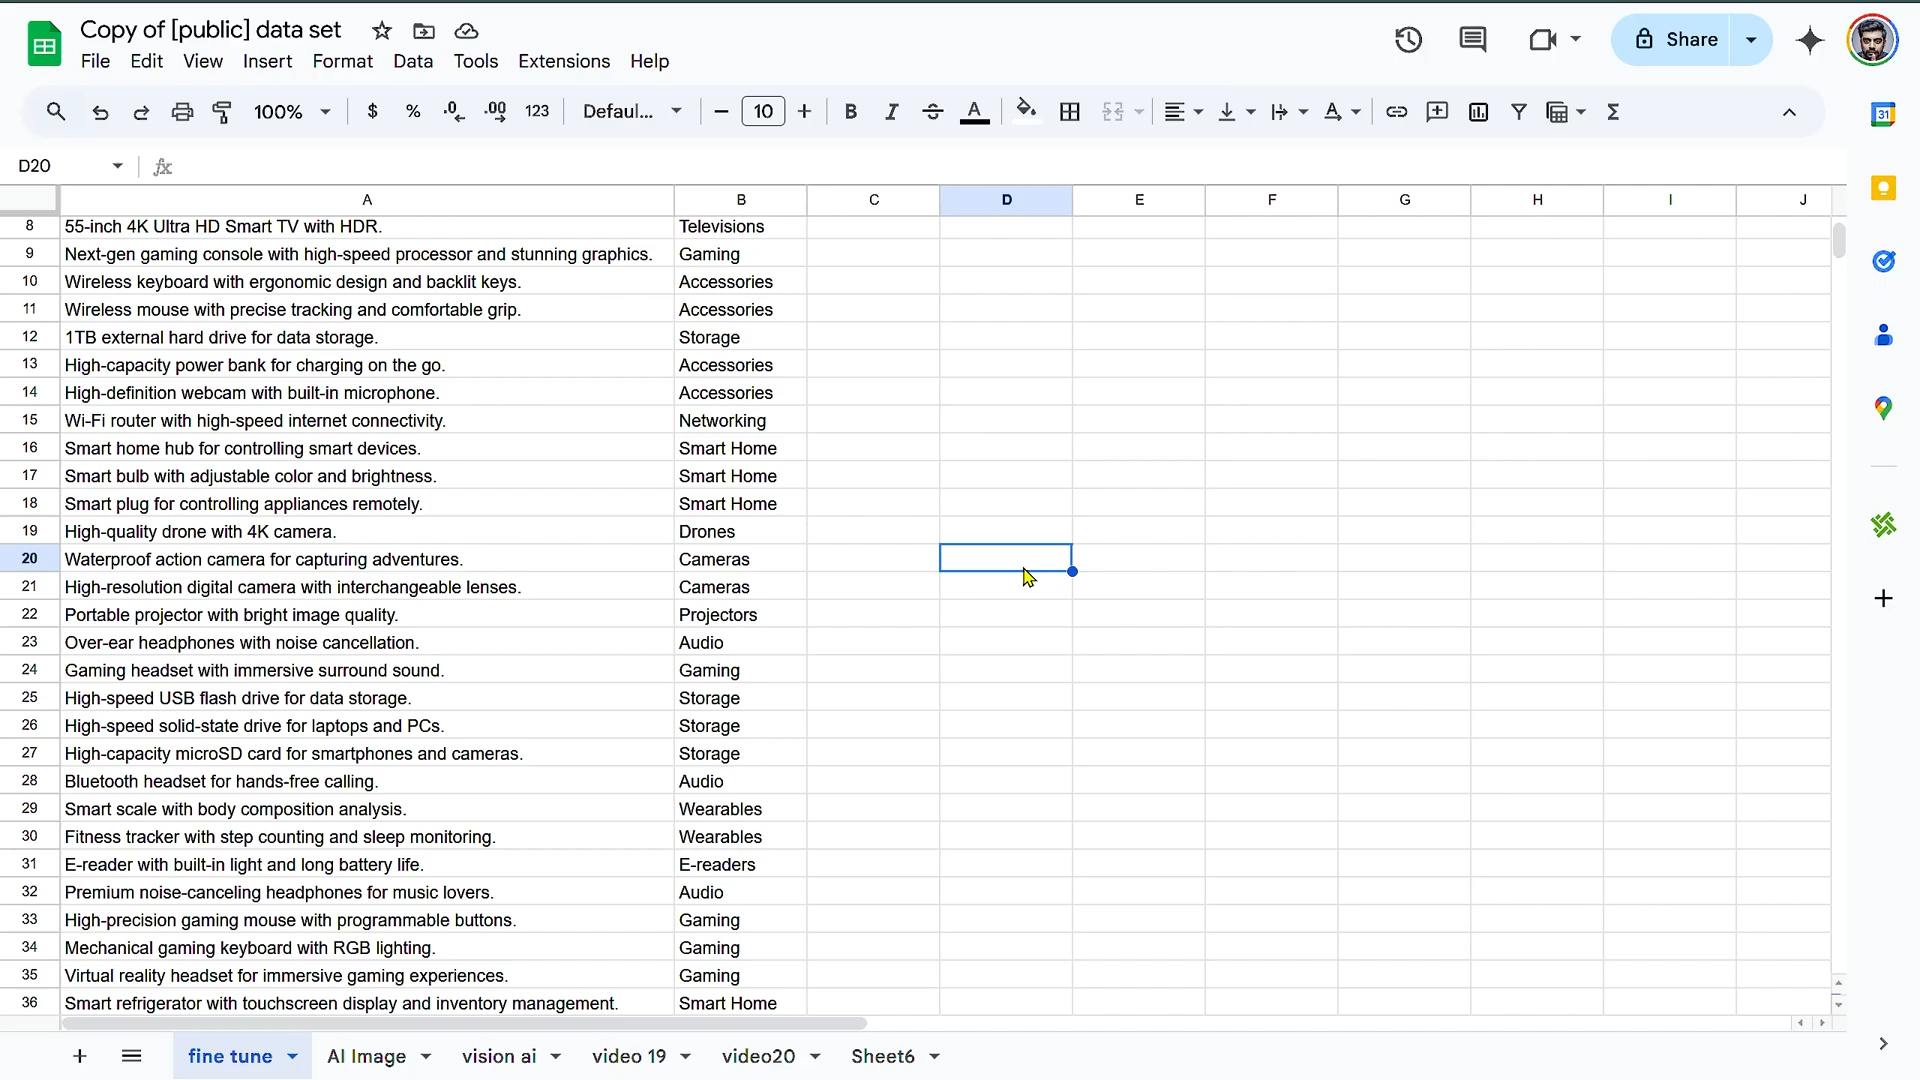 Copy of [public] data set
File Edit View Insert Format Data Tools Extensions Help
Share
100% $ % .0 .00 123 Defaul... 10 B I A
31
D20 fx
A B C D E F G H I J
8 55-inch 4K Ultra HD Smart TV with HDR. Televisions
9 Next-gen gaming console with high-speed processor and stunning graphics. Gaming
10 Wireless keyboard with ergonomic design and backlit keys. Accessories
11 Wireless mouse with precise tracking and comfortable grip. Accessories
12 1TB external hard drive for data storage. Storage
13 High-capacity power bank for charging on the go. Accessories
14 High-definition webcam with built-in microphone. Accessories
15 Wi-Fi router with high-speed internet connectivity. Networking
16 Smart home hub for controlling smart devices. Smart Home
17 Smart bulb with adjustable color and brightness. Smart Home
18 Smart plug for controlling appliances remotely. Smart Home
19 High-quality drone with 4K camera. Drones
20 Waterproof action camera for capturing adventures. Cameras
21 High-resolution digital camera with interchangeable lenses. Cameras
22 Portable projector with bright image quality. Projectors
23 Over-ear headphones with noise cancellation. Audio
24 Gaming headset with immersive surround sound. Gaming
25 High-speed USB flash drive for data storage. Storage
26 High-speed solid-state drive for laptops and PCs. Storage
27 High-capacity microSD card for smartphones and cameras. Storage
28 Bluetooth headset for hands-free calling. Audio
29 Smart scale with body composition analysis. Wearables
30 Fitness tracker with step counting and sleep monitoring. Wearables
31 E-reader with built-in light and long battery life. E-readers
32 Premium noise-canceling headphones for music lovers. Audio
33 High-precision gaming mouse with programmable buttons. Gaming
34 Mechanical gaming keyboard with RGB lighting. Gaming
35 Virtual reality headset for immersive gaming experiences. Gaming
36 Smart refrigerator with touchscreen display and inventory management. Smart Home
fine tune AI Image vision ai video 19 video20 Sheet6